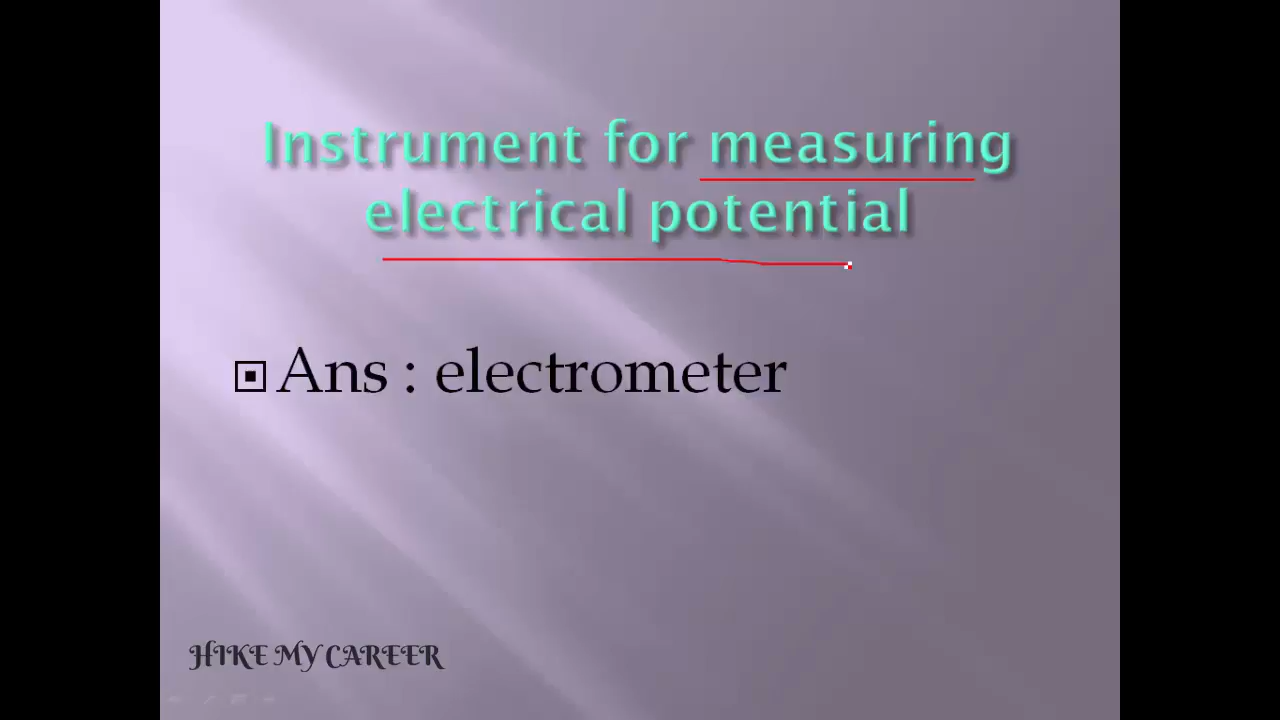 Instrument for measuring
electrical potential
Ans : electrometer
HIKE MY CAREER